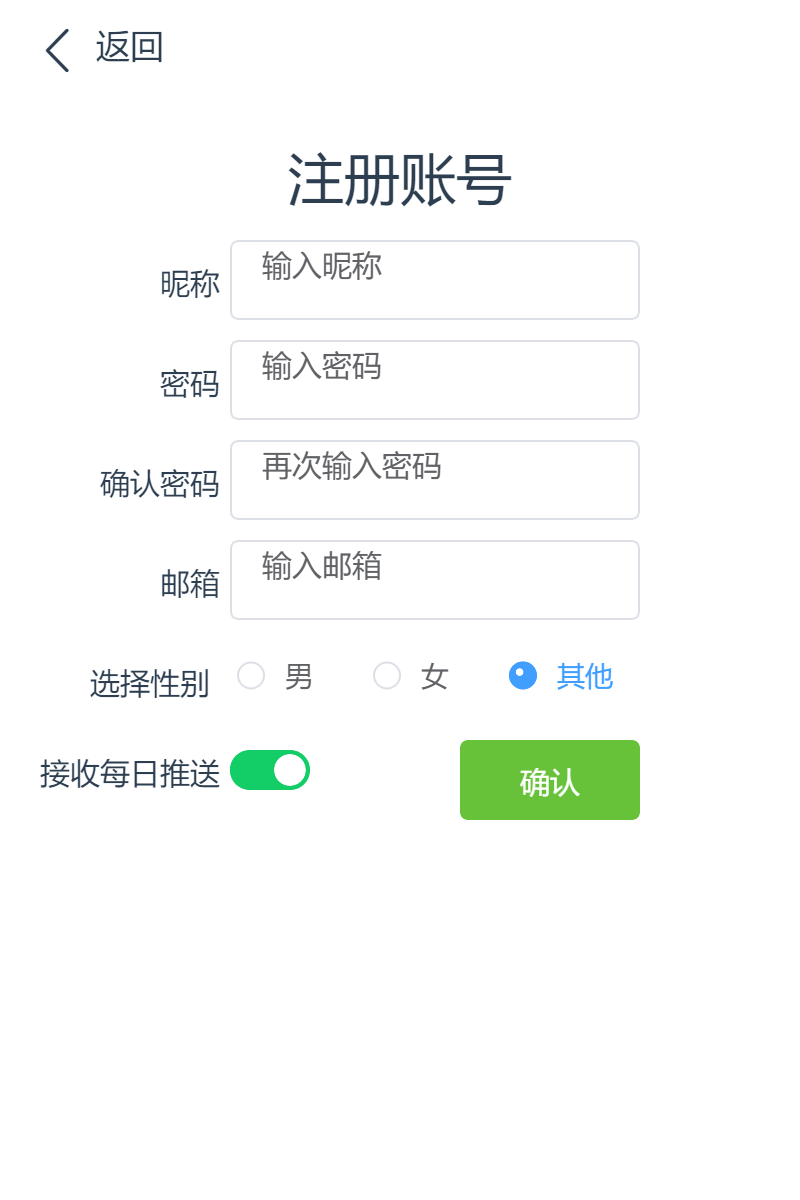 返回
注册账号
昵称 输入昵称
密码 输入密码
确认密码 再次输入密码
邮箱 输入邮箱
选择性别 男 女 其他
接收每日推送 确认